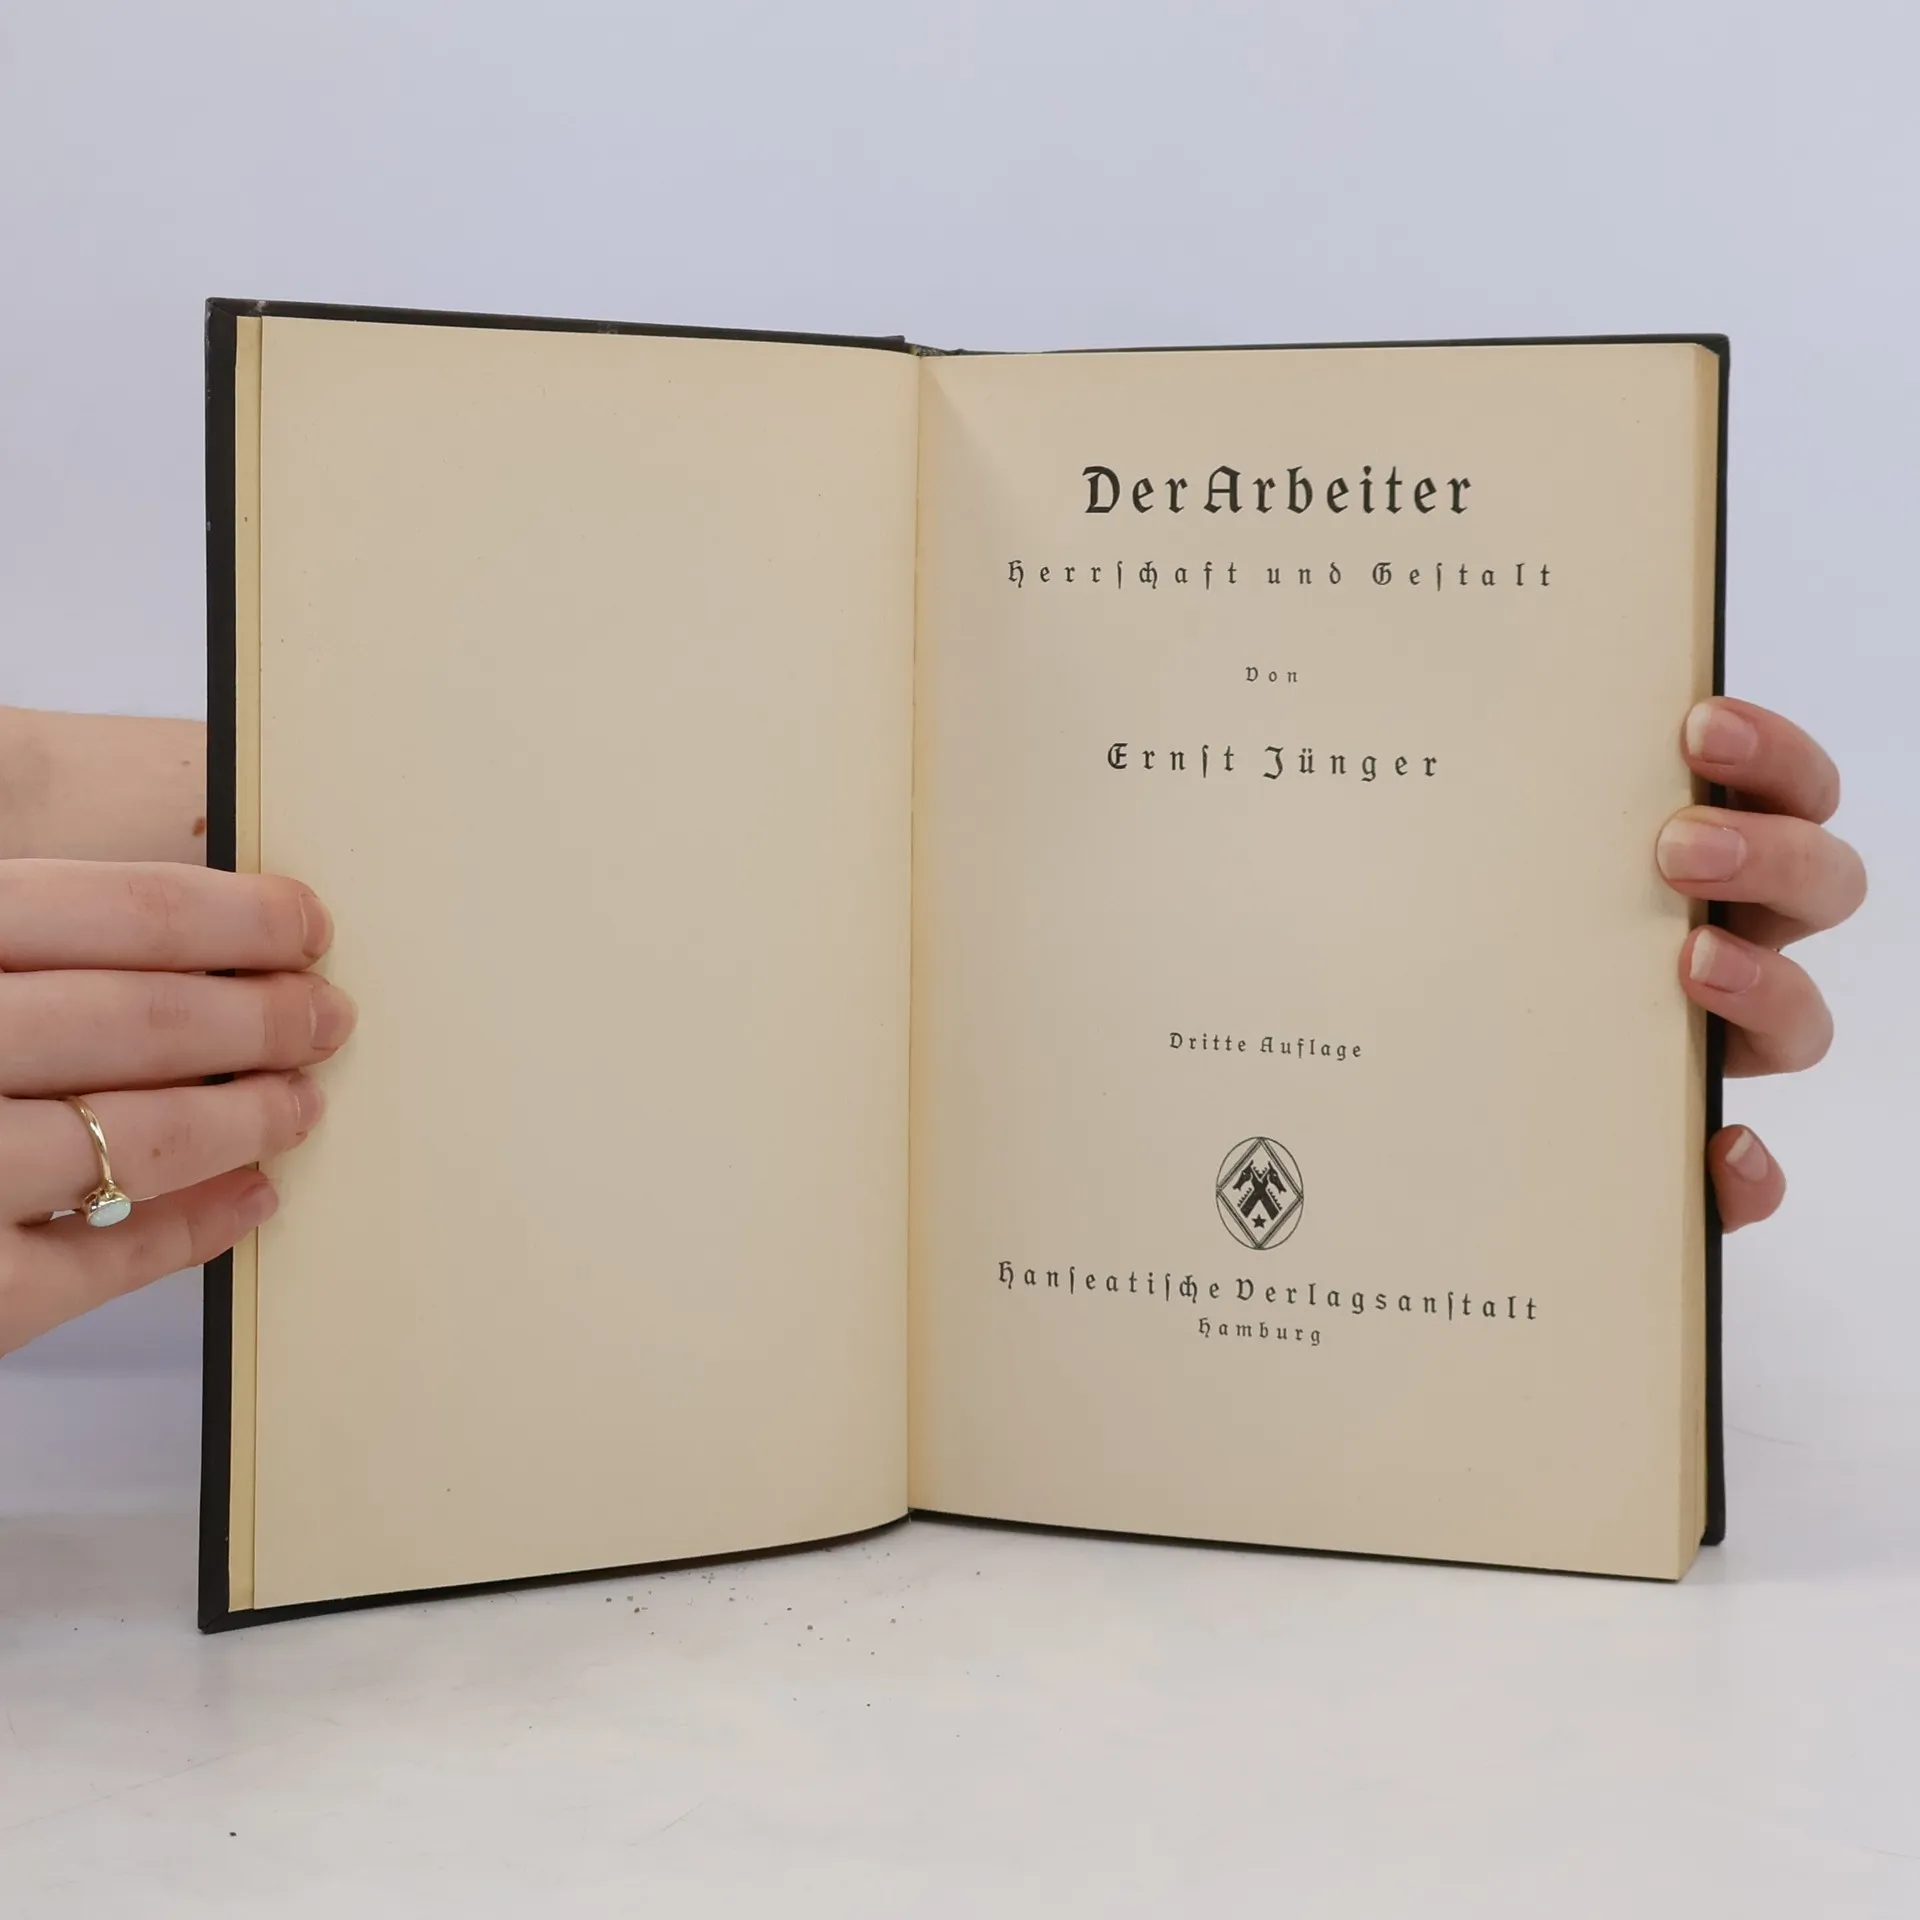 Der Arbeiter
Herrſchaft und Geſtalt
Von
Ernſt Jünger
Dritte Auflage
Hanſeatiſche Verlagsanſtalt
Hamburg